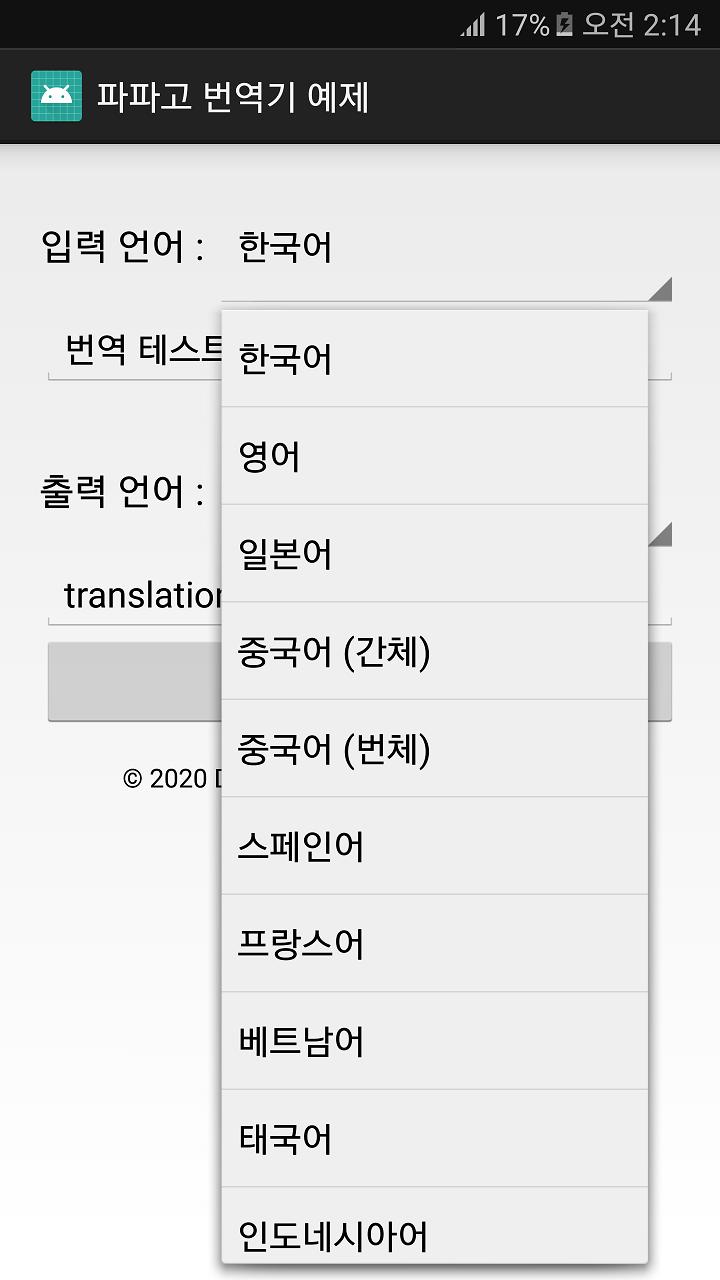 17% 오전 2:14
파파고 번역기 예제
입력 언어 : 한국어
번역 테스트
한국어
영어
일본어
출력 언어 :
translation
중국어 (간체)
중국어 (번체)
© 2020
스페인어
프랑스어
베트남어
태국어
인도네시아어